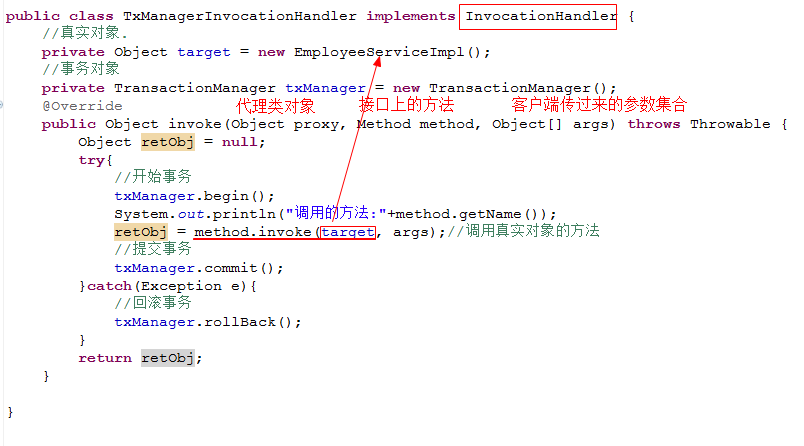 public class TxManagerInvocationHandler implements InvocationHandler {
//真实对象.
private Object target = new EmployeeServiceImpl();
//事务对象
private TransactionManager txManager = new TransactionManager();
@Override 代理类对象 接口上的方法 客户端传过来的参数集合
public Object invoke(Object proxy, Method method, Object[] args) throws Throwable {
Object retObj = null;
try{
//开始事务
txManager.begin();
System.out.println("调用的方法:"+method.getName());
retObj = method.invoke(target, args);//调用真实对象的方法
//提交事务
txManager.commit();
}catch(Exception e){
//回滚事务
txManager.rollBack();
}
return retObj;
}
}